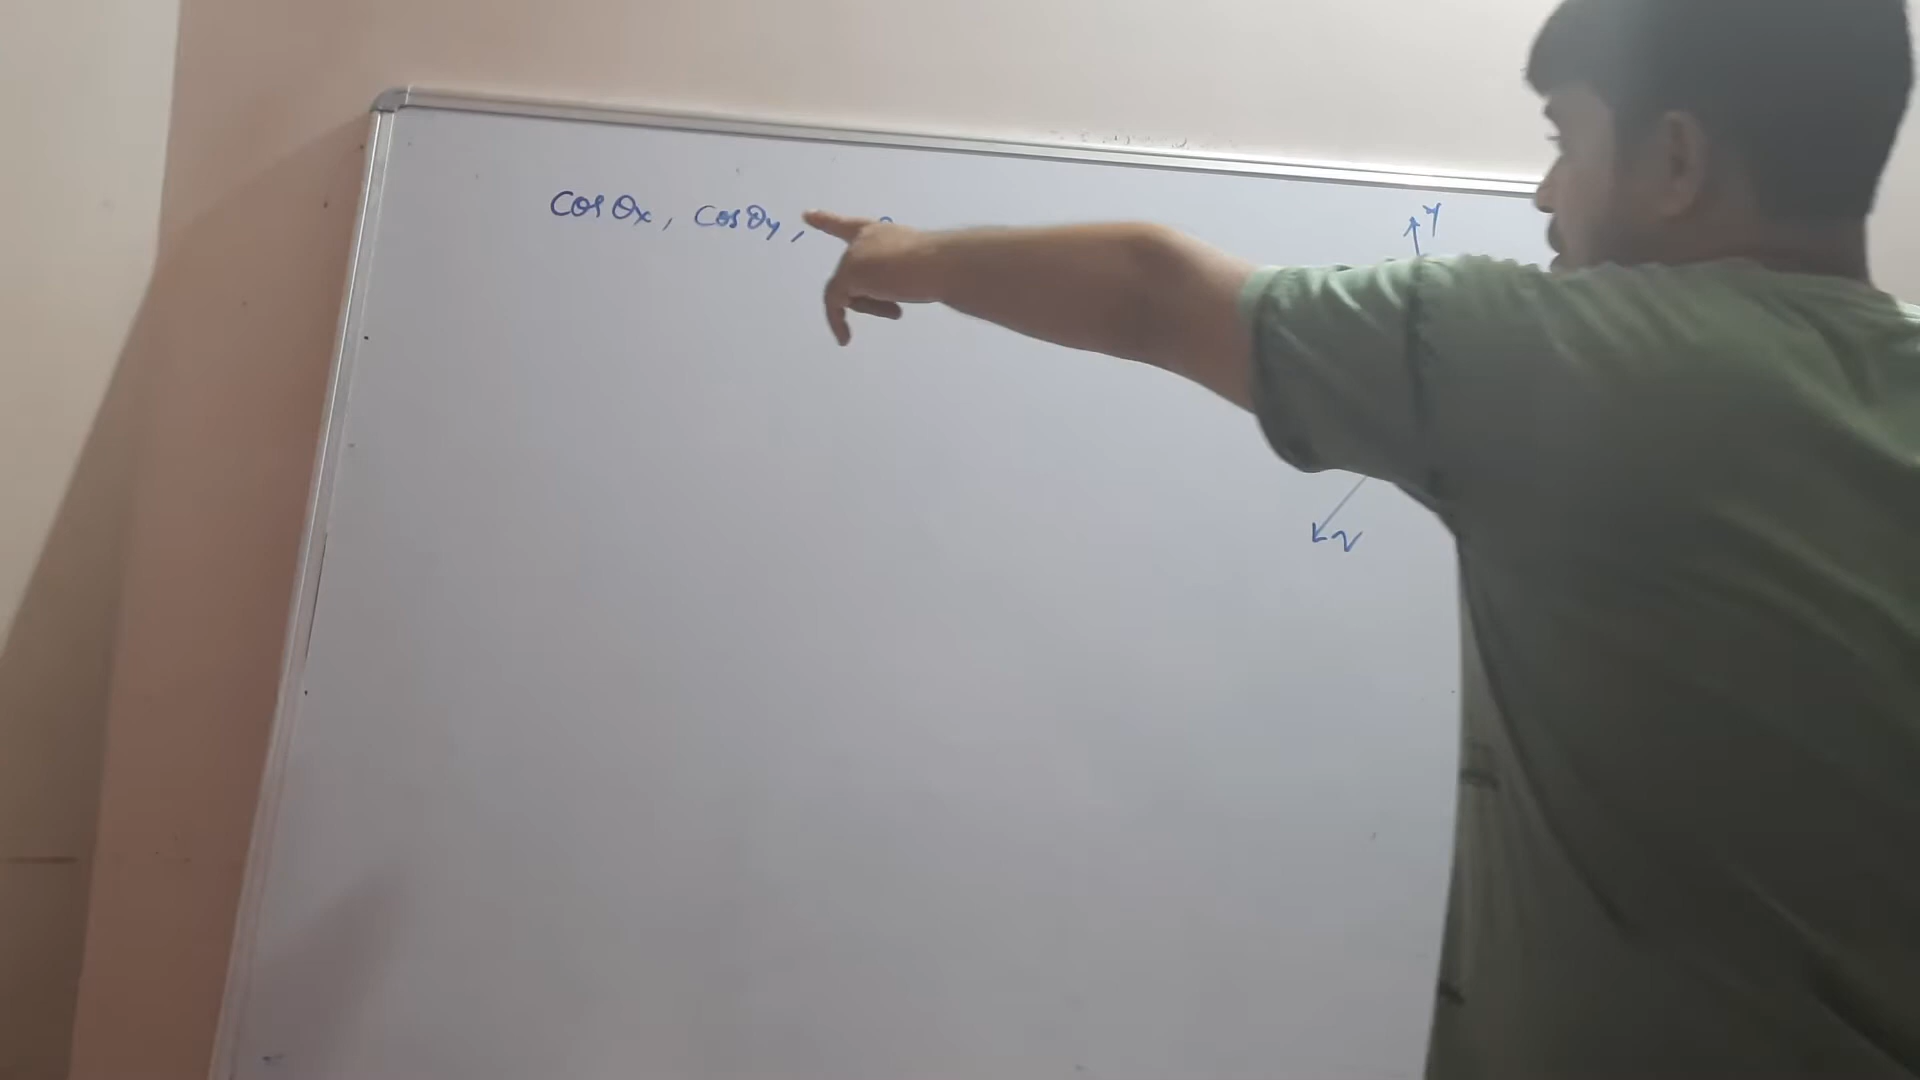 cos θx, cos θy,
y
z